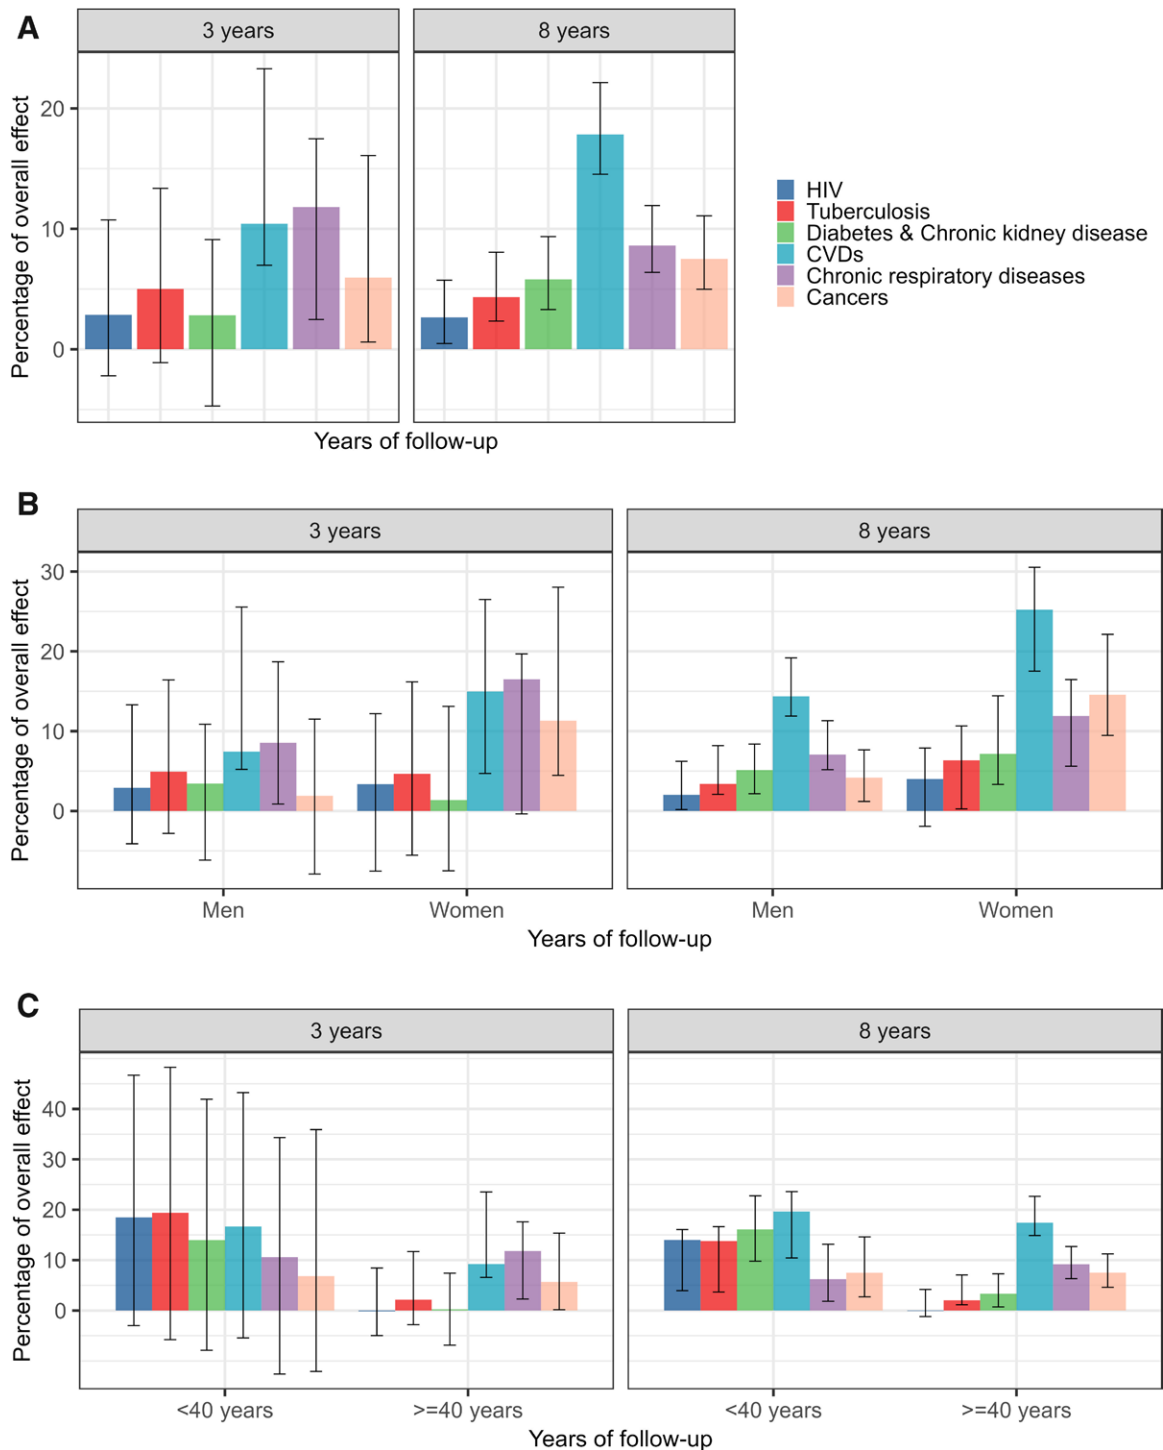 A
3 years
8 years
Percentage of overall effect
20
10
0
Years of follow-up
HIV
Tuberculosis
Diabetes & Chronic kidney disease
CVDs
Chronic respiratory diseases
Cancers
B
3 years
8 years
Percentage of overall effect
30
20
10
0
Men
Women
Men
Women
Years of follow-up
C
3 years
8 years
Percentage of overall effect
40
30
20
10
0
<40 years
>=40 years
<40 years
>=40 years
Years of follow-up